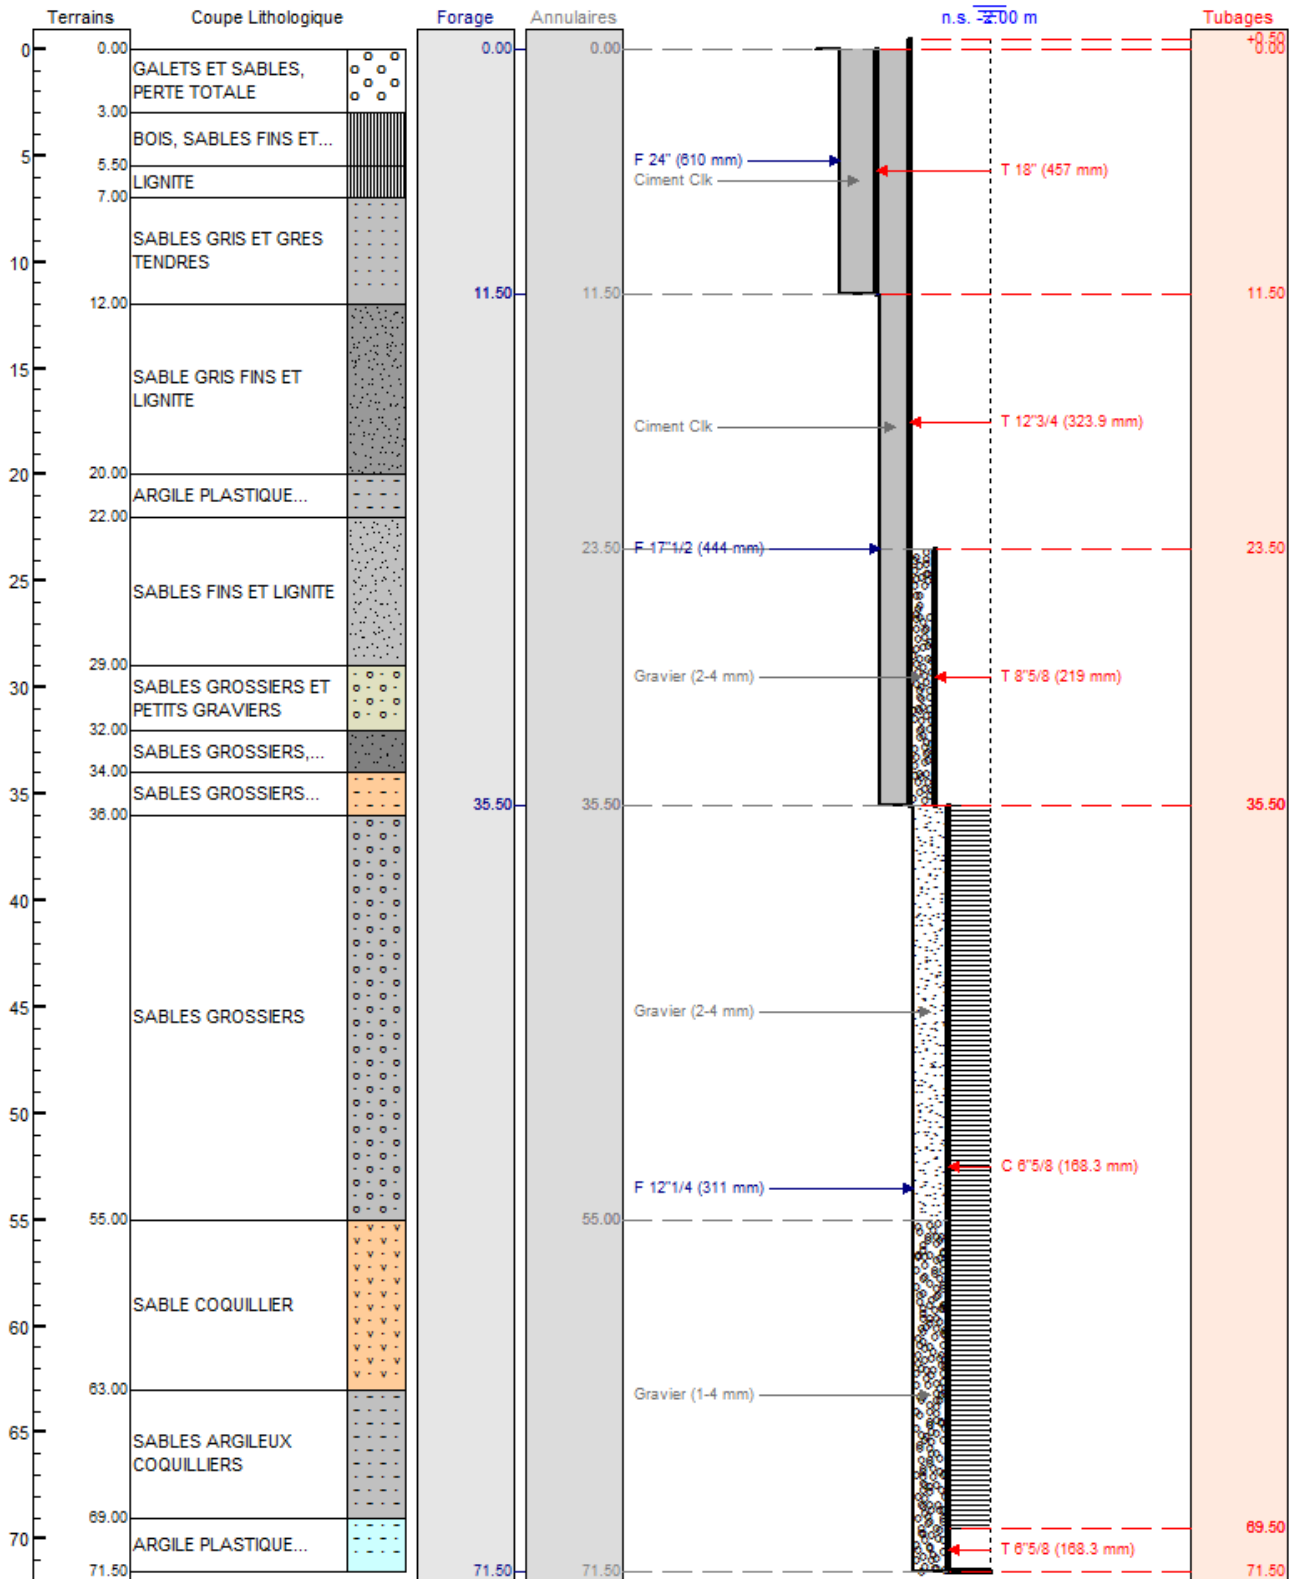 Terrains Coupe Lithologique Forage Annulaires n.s. -2.00 m Tubages
+0.50
0 0.00 0.00 0.00 0.00
GALETS ET SABLES,
PERTE TOTALE
3.00
BOIS, SABLES FINS ET...
5 5.50
F 24" (610 mm)
T 18" (457 mm)
Ciment Clk
LIGNITE
7.00
SABLES GRIS ET GRES
TENDRES
10
11.50 11.50 11.50
12.00
15
SABLE GRIS FINS ET
LIGNITE
Ciment Clk
T 12"3/4 (323.9 mm)
20 20.00
ARGILE PLASTIQUE...
22.00
23.50 F 17"1/2 (444 mm) 23.50
25
SABLES FINS ET LIGNITE
29.00
Gravier (2-4 mm) T 8"5/8 (219 mm)
30
SABLES GROSSIERS ET
PETITS GRAVIERS
32.00
SABLES GROSSIERS,...
34.00
35
SABLES GROSSIERS...
35.50 35.50 35.50
36.00
40
45
SABLES GROSSIERS
Gravier (2-4 mm)
50
C 6"5/8 (168.3 mm)
F 12"1/4 (311 mm)
55 55.00 55.00
SABLE COQUILLIER
60
63.00
Gravier (1-4 mm)
65
SABLES ARGILEUX
COQUILLIERS
69.00
69.50
70
ARGILE PLASTIQUE...
T 6"5/8 (168.3 mm)
71.50 71.50 71.50 71.50